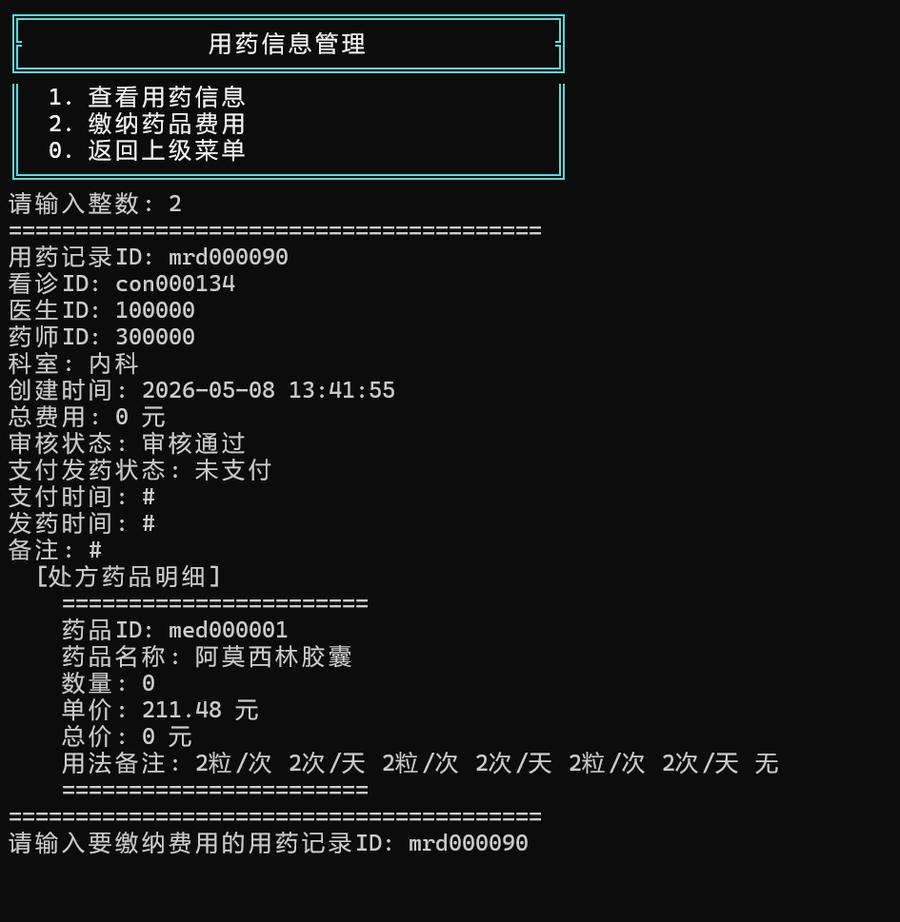 用药信息管理
1. 查看用药信息
2. 缴纳药品费用
0. 返回上级菜单
请输入整数: 2
========================================
用药记录ID: mrd000090
看诊ID: con000134
医生ID: 100000
药师ID: 300000
科室: 内科
创建时间: 2026-05-08 13:41:55
总费用: 0 元
审核状态: 审核通过
支付发药状态: 未支付
支付时间: #
发药时间: #
备注: #
[处方药品明细]
=======================
药品ID: med000001
药品名称: 阿莫西林胶囊
数量: 0
单价: 211.48 元
总价: 0 元
用法备注: 2粒/次 2次/天 2粒/次 2次/天 2粒/次 2次/天 无
=======================
========================================
请输入要缴纳费用的用药记录ID: mrd000090